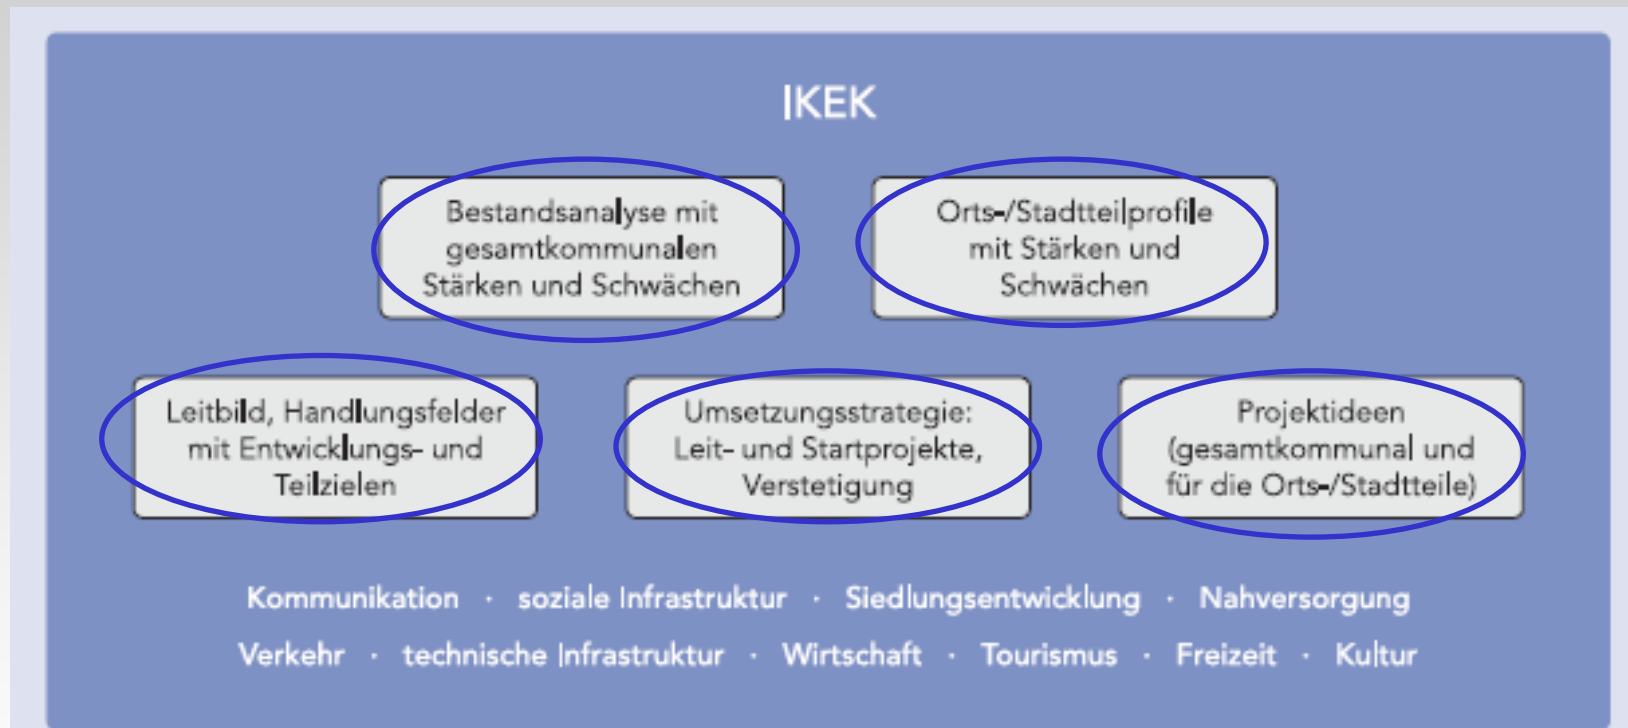 IKEK
Bestandsanalyse mit
gesamtkommunalen
Stärken und Schwächen
Orts-/Stadtteilprofile
mit Stärken und
Schwächen
Leitbild, Handlungsfelder
mit Entwicklungs- und
Teilzielen
Umsetzungsstrategie:
Leit- und Startprojekte,
Verstetigung
Projektideen
(gesamtkommunal und
für die Orts-/Stadtteile)
Kommunikation · soziale Infrastruktur · Siedlungsentwicklung · Nahversorgung
Verkehr · technische Infrastruktur · Wirtschaft · Tourismus · Freizeit · Kultur